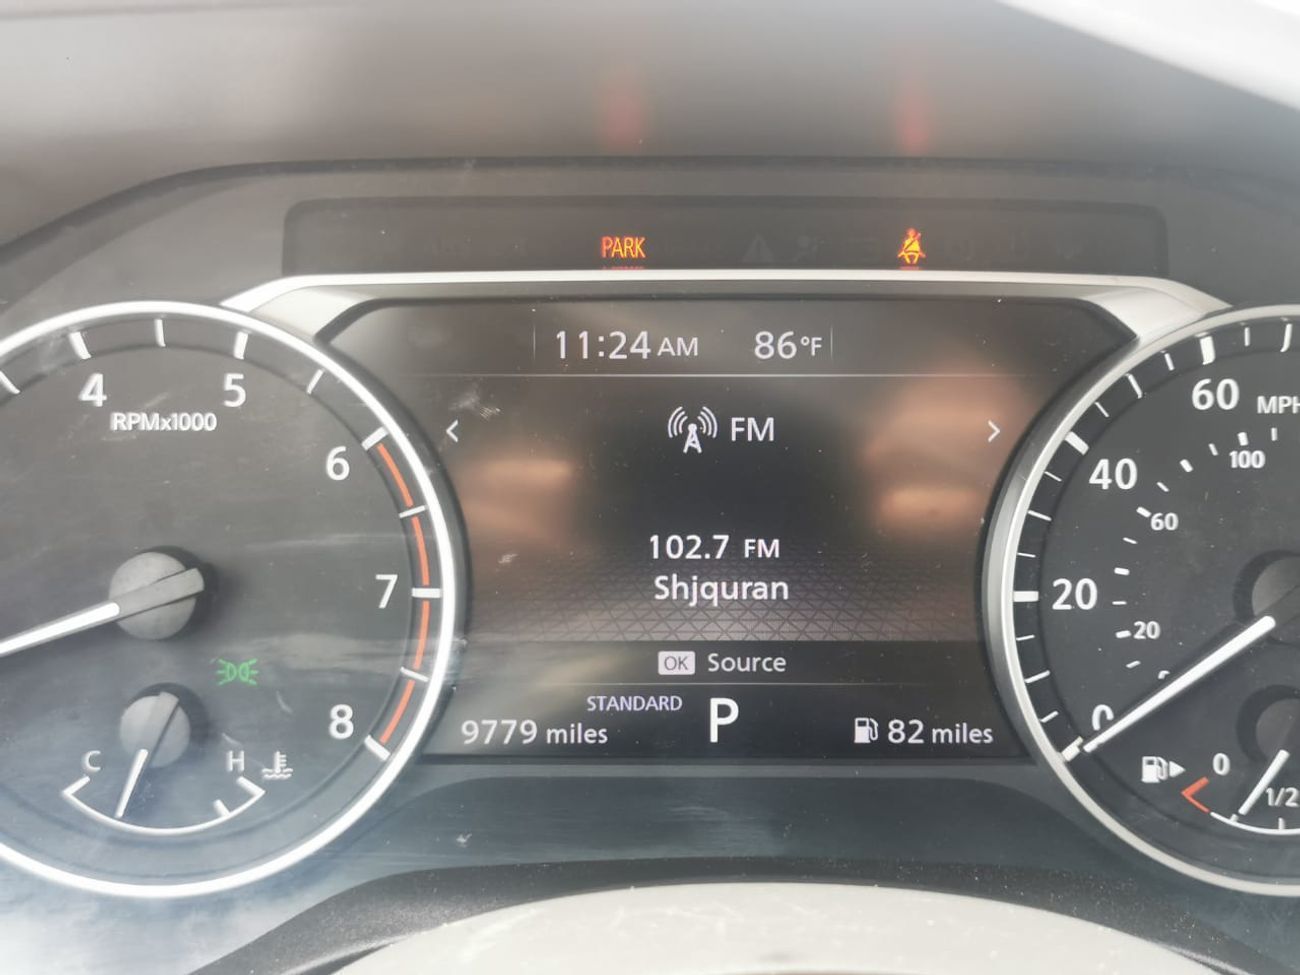 PARK
11:24 AM 86°F
FM
102.7 FM
Shjquran
OK Source
STANDARD
P
9779 miles
82 miles
4
5
6
7
8
RPMx1000
C
H
0
20
40
60
MPH
20
60
100
0
1/2